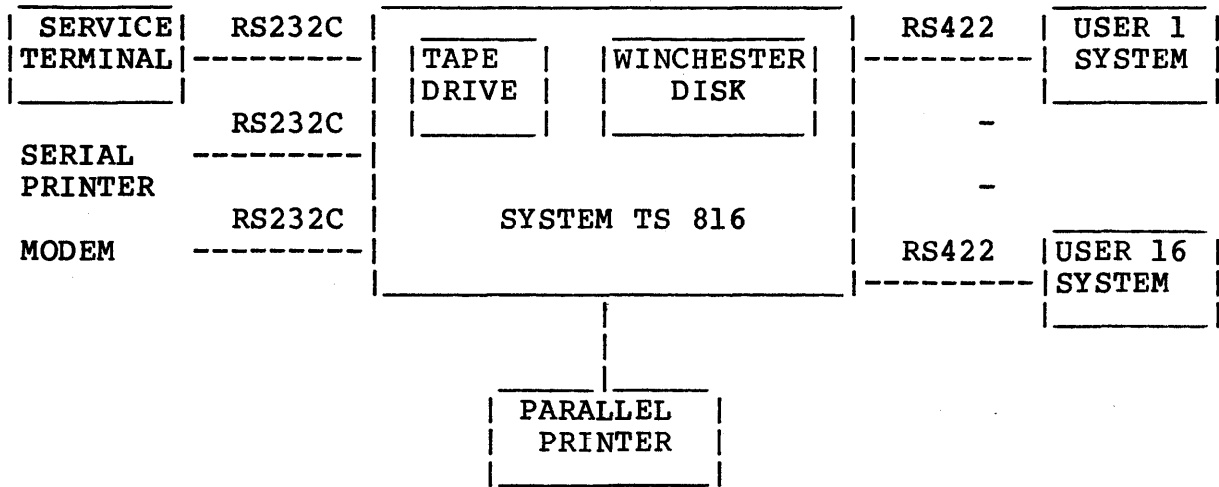 SERVICE TERMINAL
RS232C
SERIAL PRINTER
RS232C
MODEM
RS232C
TAPE DRIVE
WINCHESTER DISK
SYSTEM TS 816
RS422
USER 1 SYSTEM
-
-
RS422
USER 16 SYSTEM
PARALLEL PRINTER